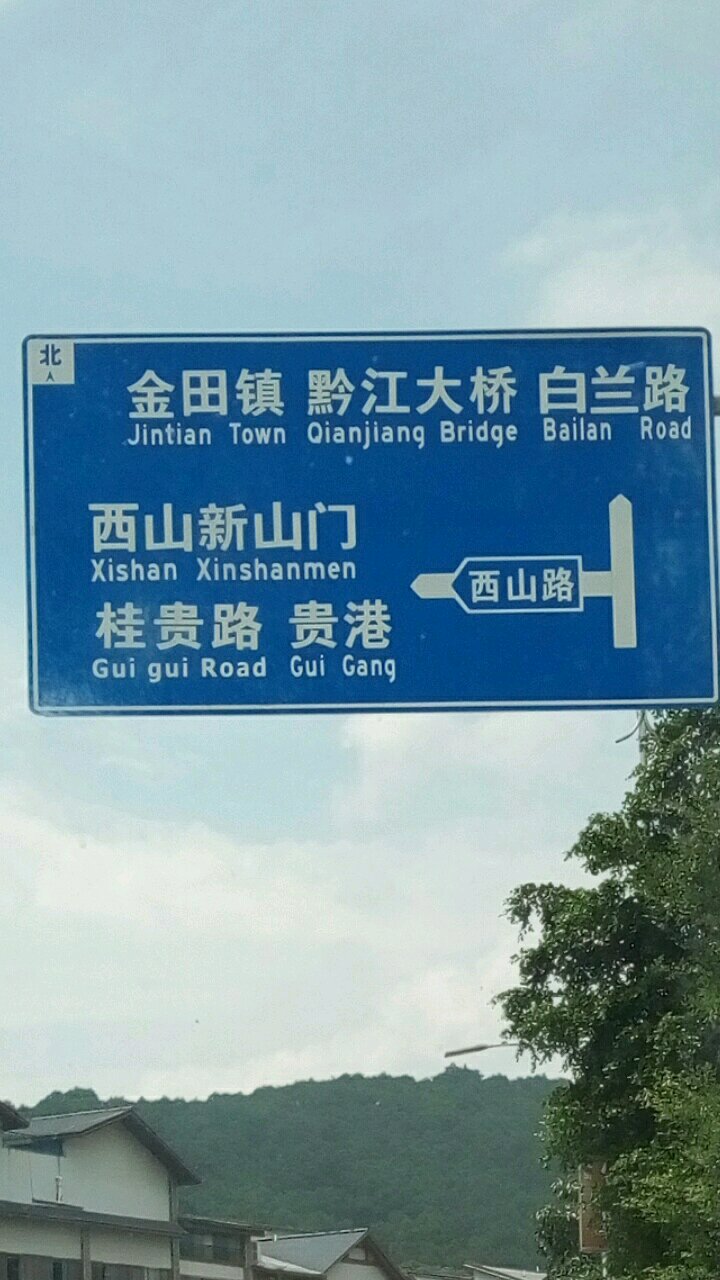 北
金田镇 黔江大桥 白兰路
Jintian Town Qianjiang Bridge Bailan Road
西山新山门
Xishan Xinshanmen
西山路
桂贵路 贵港
Gui gui Road Gui Gang